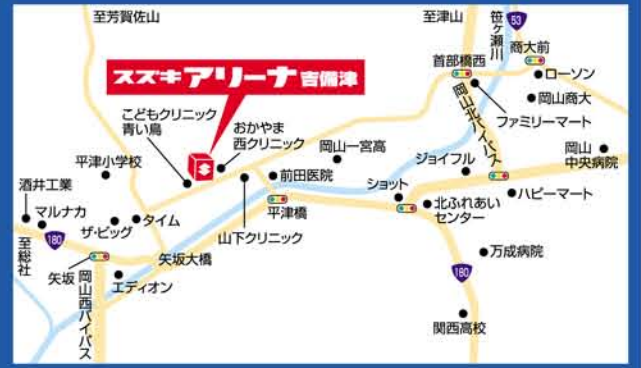 至芳賀佐山
至津山
笹ヶ瀬川
53
商大前
首部橋西
ローソン
岡山商大
ファミリーマート
岡山北バイパス
スズキアリーナ吉備津
こどもクリニック
青い鳥
おかやま
西クリニック
岡山一宮高
ジョイフル
岡山
中央病院
平津小学校
前田医院
ショット
ハピーマート
酒井工業
マルナカ
ザ・ビッグ
タイム
山下クリニック
平津橋
北ふれあい
センター
180
至総社
矢坂
矢坂大橋
エディオン
岡山西バイパス
万成病院
180
関西高校